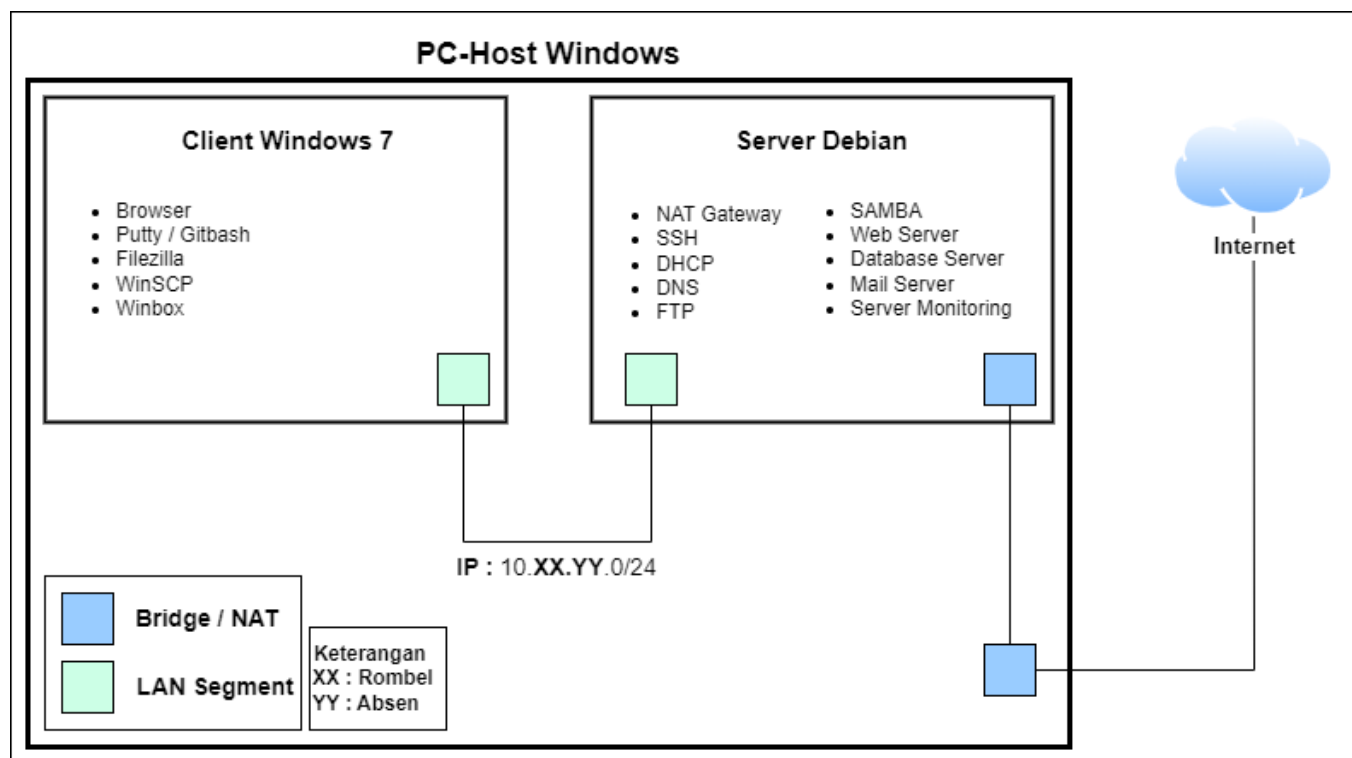 PC-Host Windows
Client Windows 7
Browser
Putty / Gitbash
Filezilla
WinSCP
Winbox
Server Debian
NAT Gateway
SSH
DHCP
DNS
FTP
SAMBA
Web Server
Database Server
Mail Server
Server Monitoring
Internet
IP : 10.XX.YY.0/24
Bridge / NAT
LAN Segment
Keterangan
XX : Rombel
YY : Absen